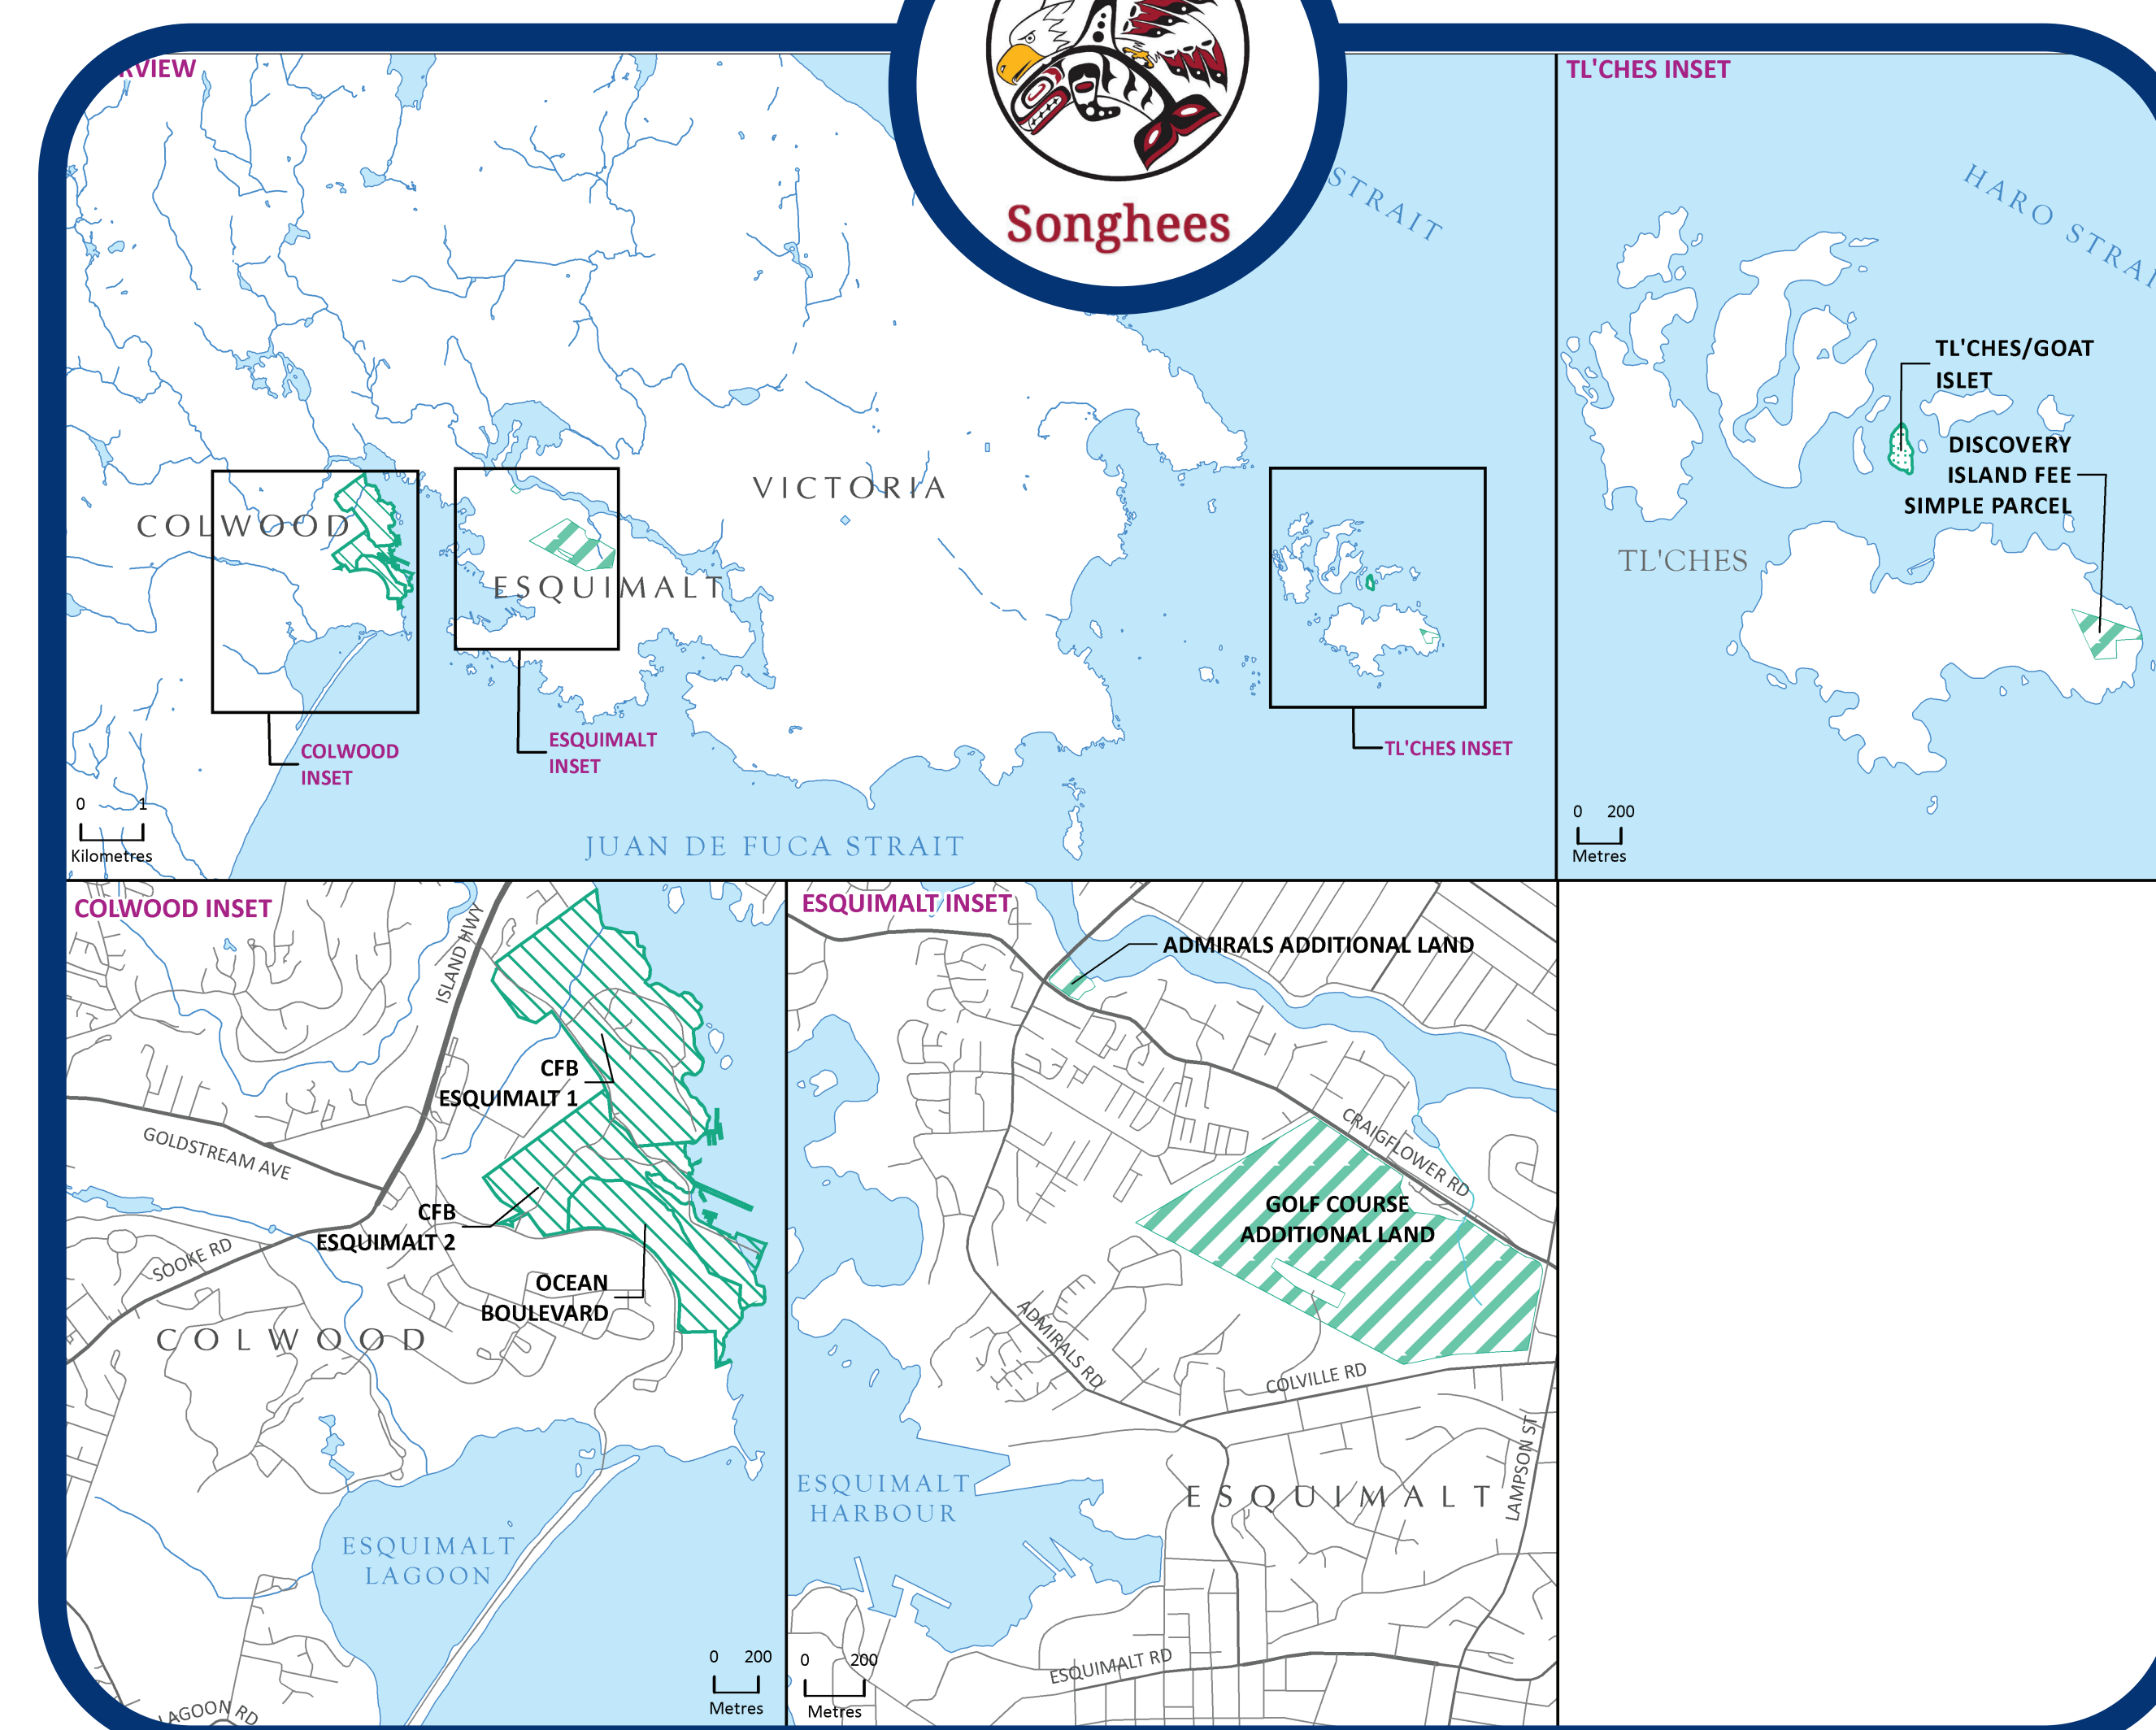 RVIEW
Songhees
STRAIT
COLWOOD
ESQUIMALT
VICTORIA
COLWOOD
INSET
ESQUIMALT
INSET
TL'CHES INSET
0 1
Kilometres
JUAN DE FUCA STRAIT
TL'CHES INSET
HARO STRAI
TL'CHES/GOAT
ISLET
DISCOVERY
ISLAND FEE
SIMPLE PARCEL
TL'CHES
0 200
Metres
COLWOOD INSET
ISLAND HWY
CFB
ESQUIMALT 1
GOLDSTREAM AVE
CFB
ESQUIMALT 2
SOOKE RD
OCEAN
BOULEVARD
COLWOOD
ESQUIMALT
LAGOON
LAGOON RD
0 200
Metres
ESQUIMALT INSET
ADMIRALS ADDITIONAL LAND
CRAIGFLOWER RD
GOLF COURSE
ADDITIONAL LAND
ADMIRALS RD
COLVILLE RD
LAMPSON ST
ESQUIMALT
HARBOUR
ESQUIMALT
ESQUIMALT RD
0 200
Metres